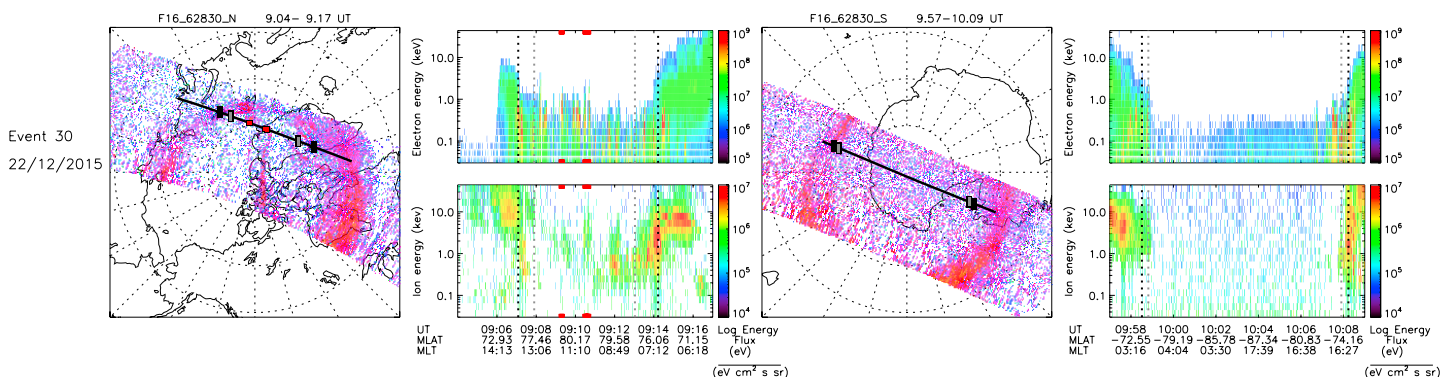 F16_62830_N 9.04- 9.17 UT
F16_62830_S 9.57-10.09 UT
Event 30
22/12/2015
Electron energy (keV)
10.0
1.0
0.1
10⁹
10⁸
10⁷
10⁶
10⁵
Ion energy (keV)
10.0
1.0
0.1
10⁷
10⁶
10⁵
10⁴
UT 09:06 09:08 09:10 09:12 09:14 09:16 Log Energy
MLAT 72.93 77.46 80.17 79.58 76.06 71.15 Flux
MLT 14:13 13:06 11:10 08:49 07:12 06:18 (eV)
(eV cm² s sr)
Electron energy (keV)
10.0
1.0
0.1
10⁹
10⁸
10⁷
10⁶
10⁵
Ion energy (keV)
10.0
1.0
0.1
10⁷
10⁶
10⁵
10⁴
UT 09:58 10:00 10:02 10:04 10:06 10:08 Log Energy
MLAT −72.55 −79.19 −85.78 −87.34 −80.83 −74.16 Flux
MLT 03:16 04:04 03:30 17:39 16:38 16:27 (eV)
(eV cm² s sr)